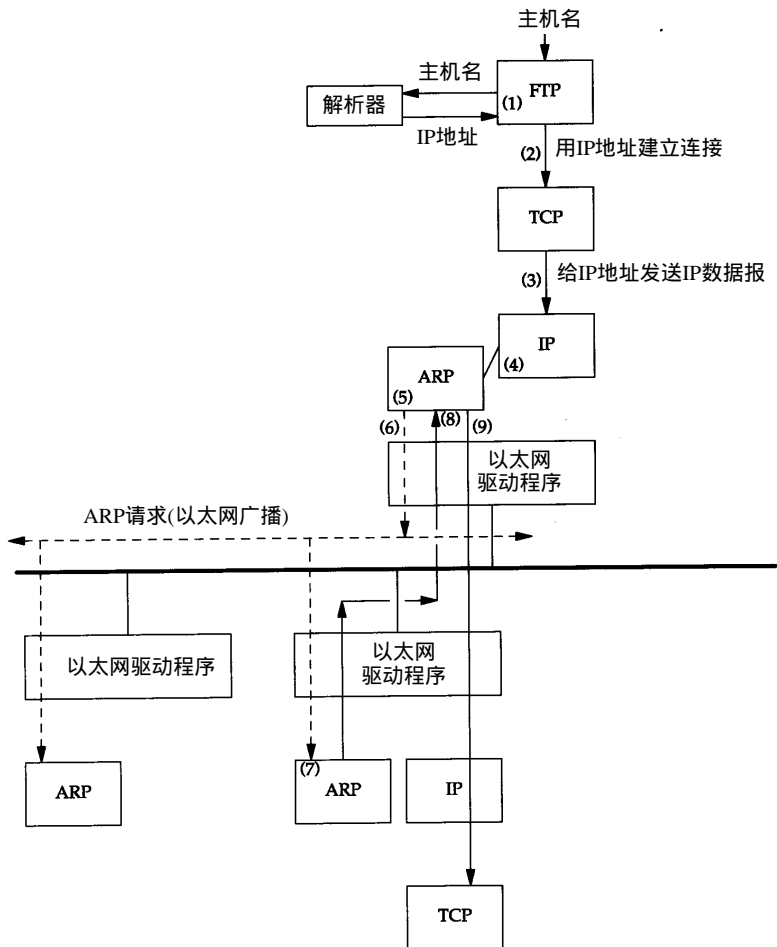 主机名
主机名
FTP
(1)
解析器
IP地址
(2)
用IP地址建立连接
TCP
(3)
给IP地址发送IP数据报
IP
(4)
ARP
(5)
(6)
(8)
(9)
以太网
驱动程序
ARP请求(以太网广播)
以太网驱动程序
以太网
驱动程序
(7)
ARP
ARP
IP
TCP